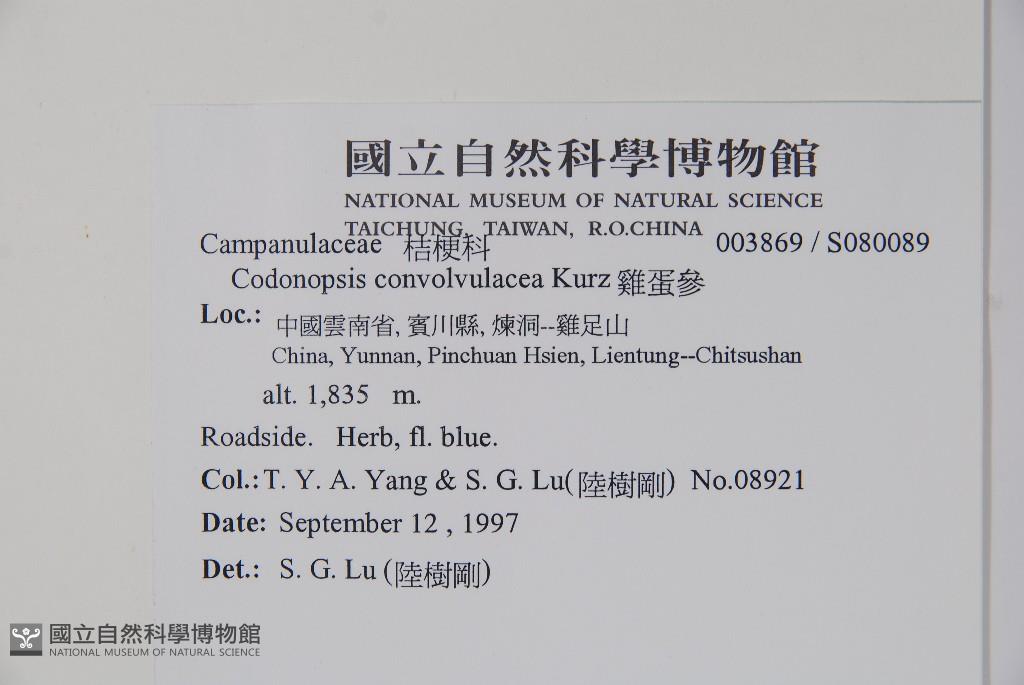 國立自然科學博物館
NATIONAL MUSEUM OF NATURAL SCIENCE
TAICHUNG, TAIWAN, R.O.CHINA
Campanulaceae 桔梗科 003869 / S080089
Codonopsis convolvulacea Kurz 雞蛋參
Loc.: 中國雲南省, 賓川縣, 煉洞--雞足山
China, Yunnan, Pinchuan Hsien, Lientung--Chitsushan
alt. 1,835 m.
Roadside. Herb, fl. blue.
Col.: T. Y. A. Yang & S. G. Lu(陸樹剛) No.08921
Date: September 12 , 1997
Det.: S. G. Lu (陸樹剛)
國立自然科學博物館
NATIONAL MUSEUM OF NATURAL SCIENCE